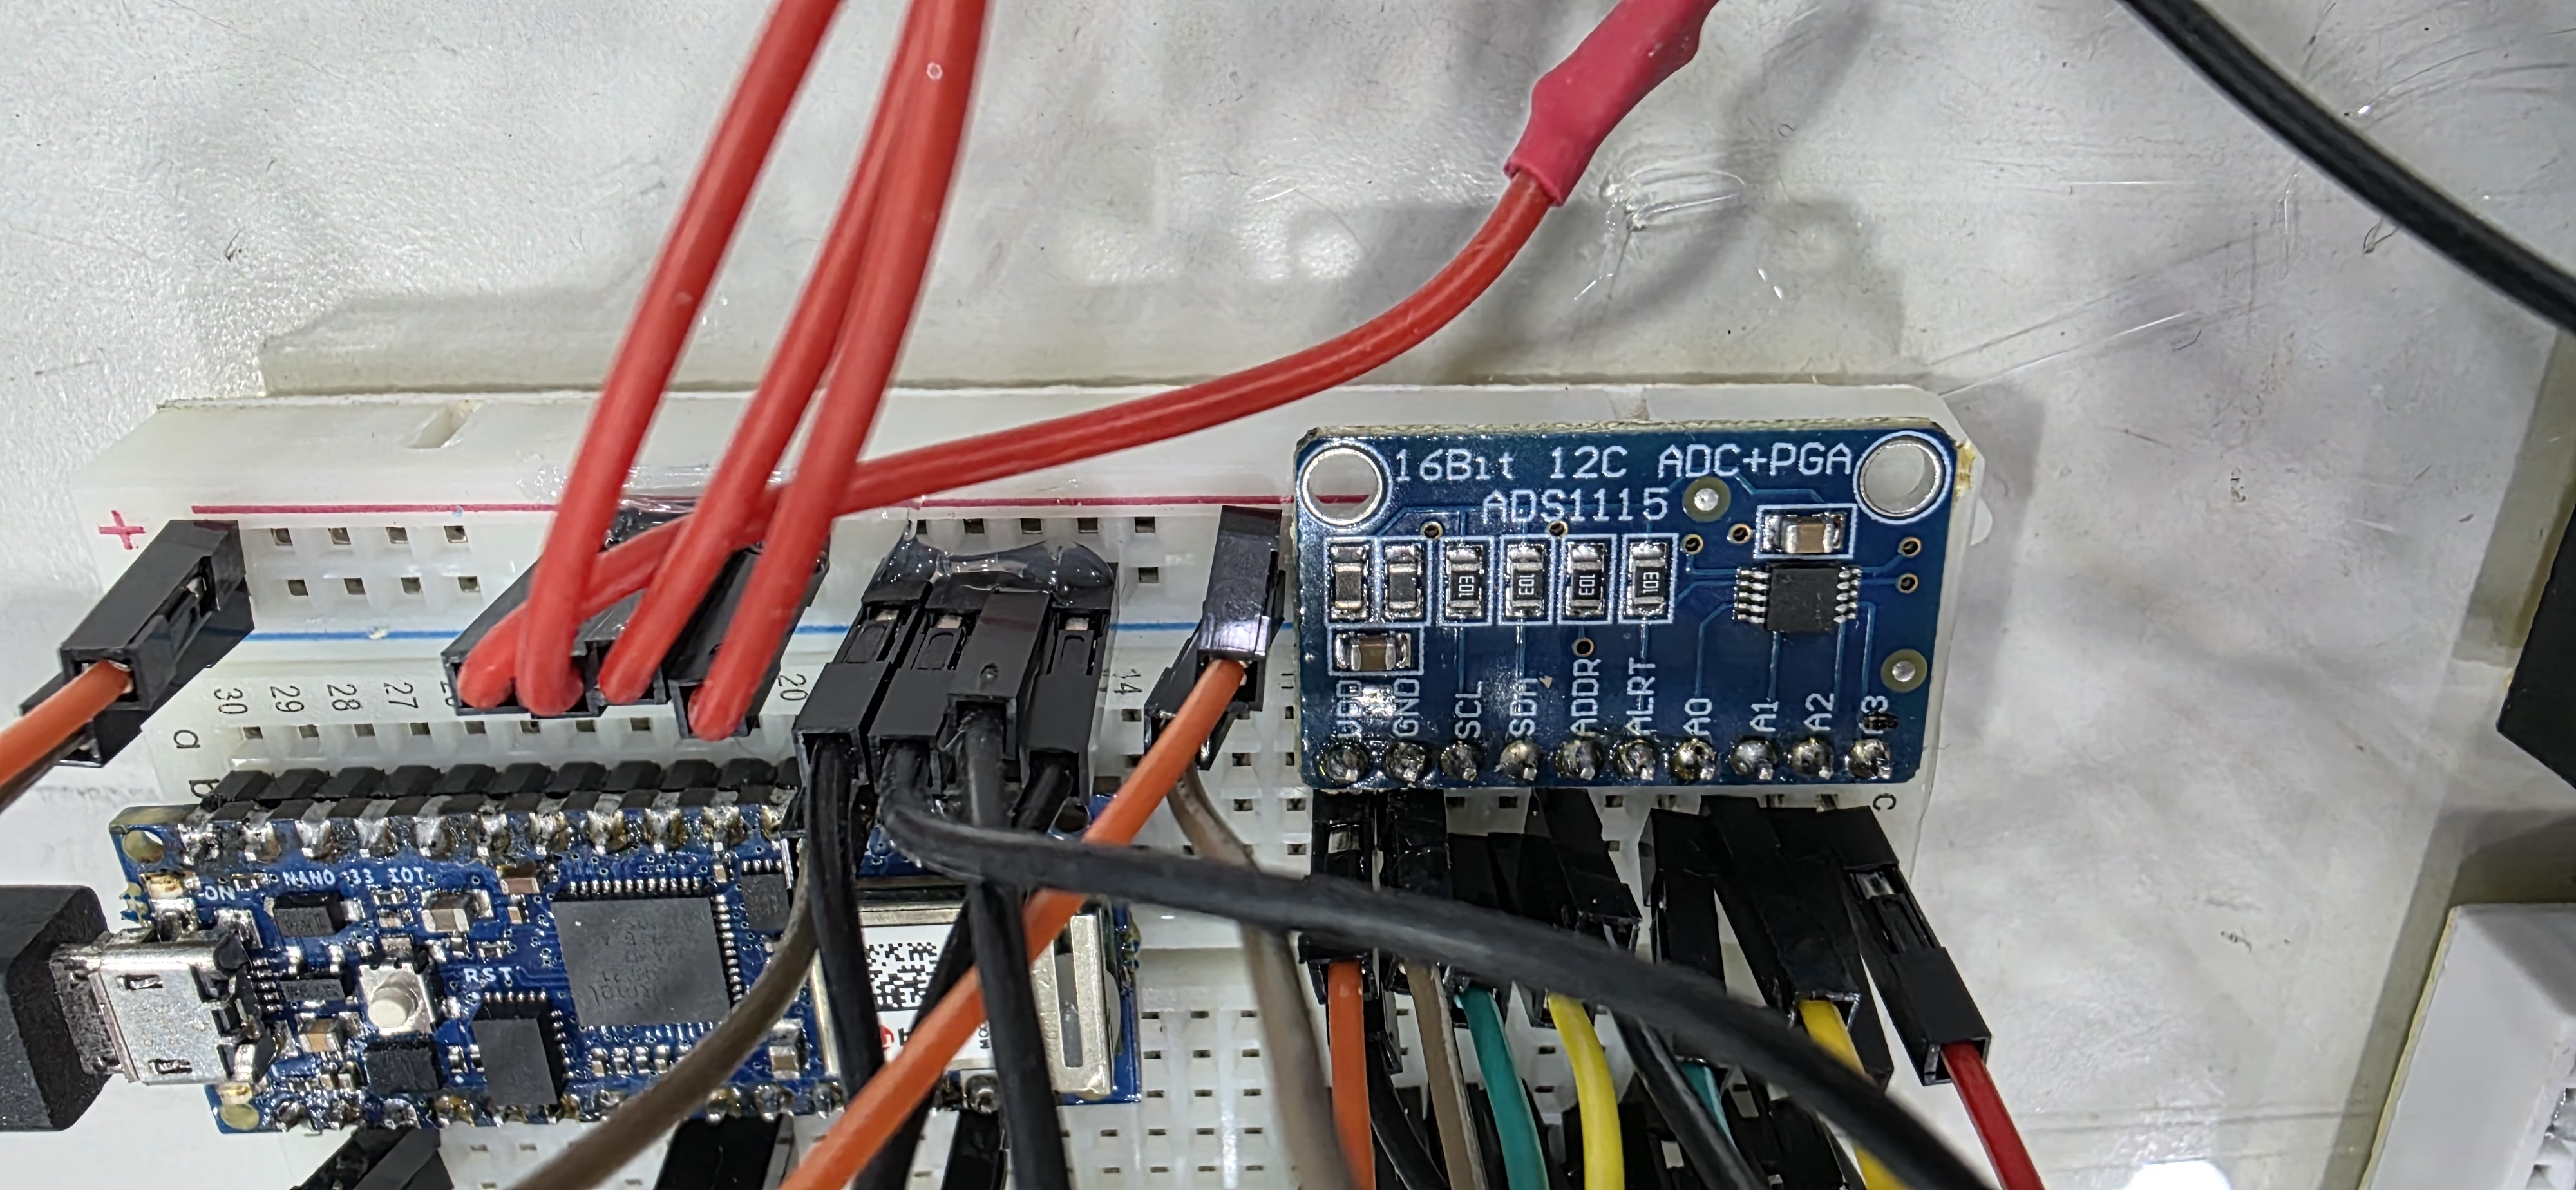 c
A2
A1
A0
ALRT
ADDR
SDA
SCL
GND
VDD
103
103
103
103
ADS1115
16Bit I2C ADC+PGA
RST
NANO 33 IOT
ON
14
20
27
28
29
30
b
a
+